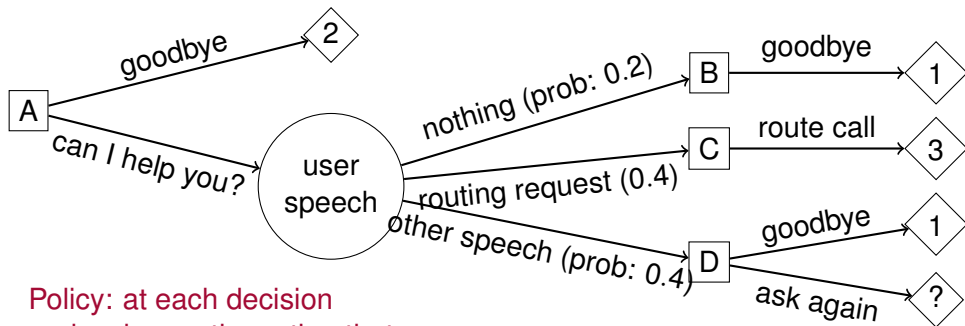 goodbye
2
A
can I help you?
user
speech
nothing (prob: 0.2)
B
goodbye
1
routing request (0.4)
C
route call
3
other speech (prob: 0.4)
D
goodbye
1
ask again
?
Policy: at each decision